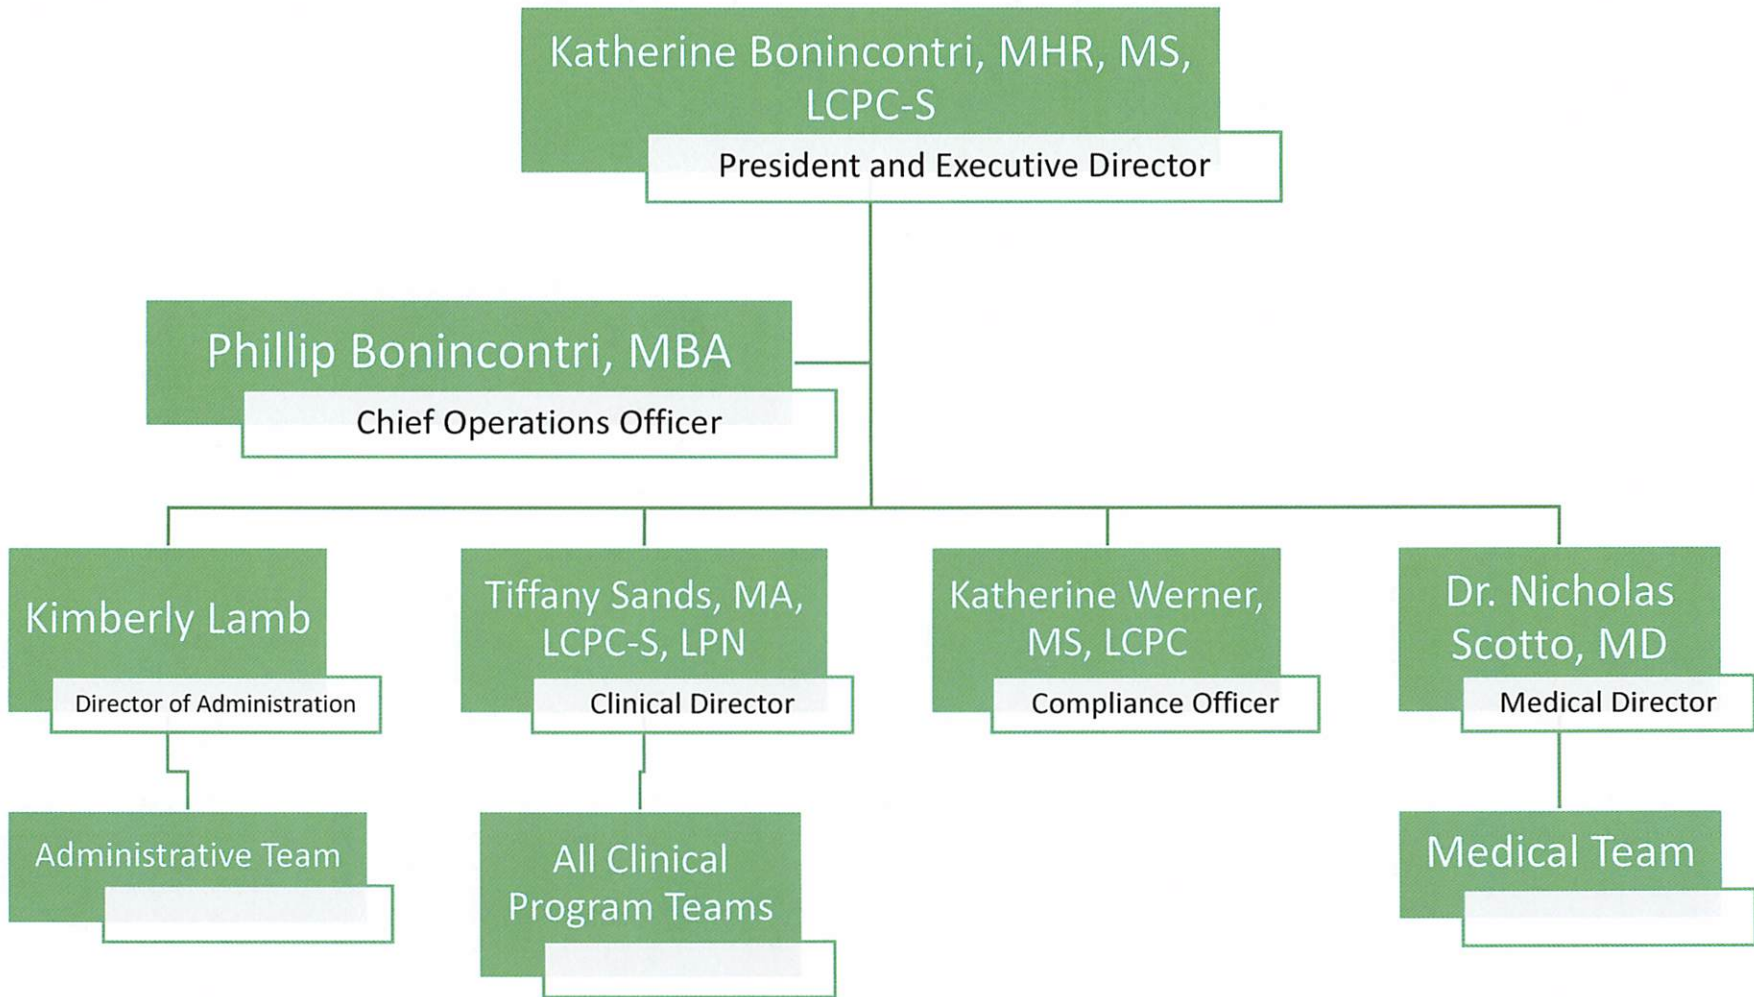 Katherine Bonincontri, MHR, MS,
LCPC-S
President and Executive Director
Phillip Bonincontri, MBA
Chief Operations Officer
Kimberly Lamb
Director of Administration
Tiffany Sands, MA,
LCPC-S, LPN
Clinical Director
Katherine Werner,
MS, LCPC
Compliance Officer
Dr. Nicholas
Scotto, MD
Medical Director
Administrative Team
All Clinical
Program Teams
Medical Team